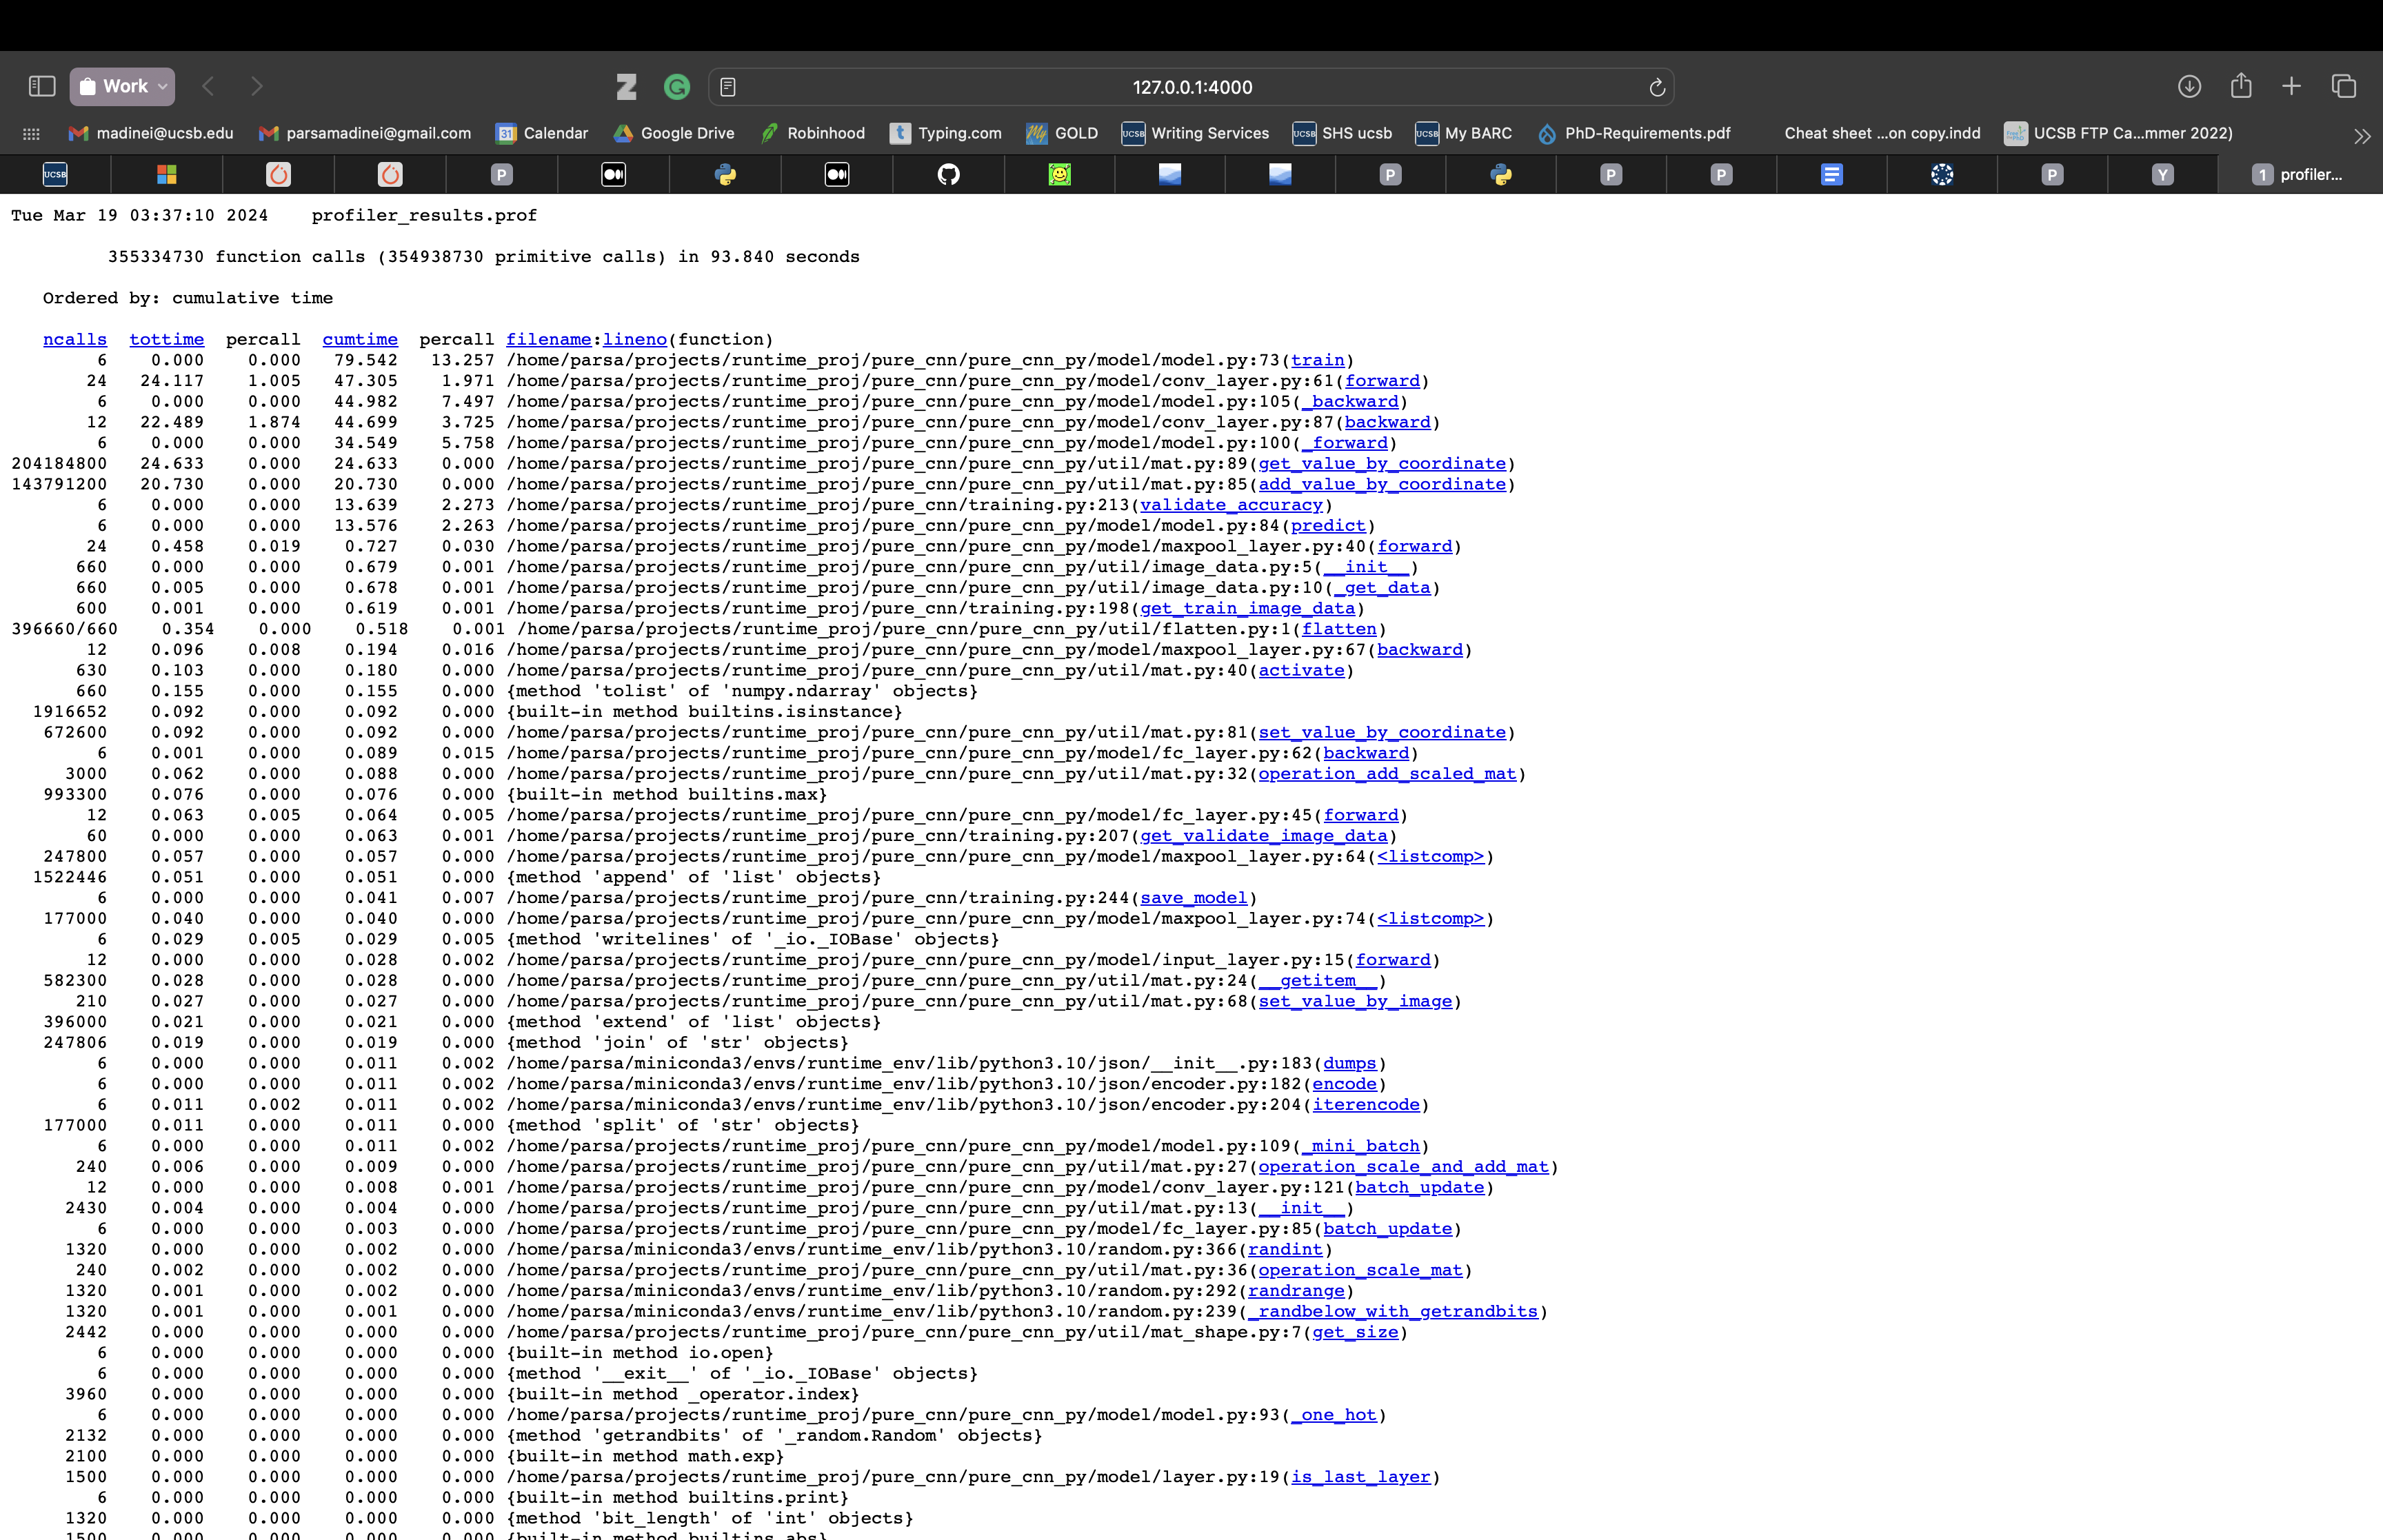 Work
127.0.0.1:4000
madinei@ucsb.edu parsamadinei@gmail.com 31 Calendar Google Drive Robinhood t Typing.com My GOLD UCSB Writing Services UCSB SHS ucsb UCSB My BARC PhD-Requirements.pdf Cheat sheet ...on copy.indd UCSB FTP Ca...mmer 2022)
UCSB P P P P P Y 1 profiler...
Tue Mar 19 03:37:10 2024 profiler_results.prof
355334730 function calls (354938730 primitive calls) in 93.840 seconds
Ordered by: cumulative time
ncalls tottime percall cumtime percall filename:lineno(function)
6 0.000 0.000 79.542 13.257 /home/parsa/projects/runtime_proj/pure_cnn/pure_cnn_py/model/model.py:73(train)
24 24.117 1.005 47.305 1.971 /home/parsa/projects/runtime_proj/pure_cnn/pure_cnn_py/model/conv_layer.py:61(forward)
6 0.000 0.000 44.982 7.497 /home/parsa/projects/runtime_proj/pure_cnn/pure_cnn_py/model/model.py:105(_backward)
12 22.489 1.874 44.699 3.725 /home/parsa/projects/runtime_proj/pure_cnn/pure_cnn_py/model/conv_layer.py:87(backward)
6 0.000 0.000 34.549 5.758 /home/parsa/projects/runtime_proj/pure_cnn/pure_cnn_py/model/model.py:100(_forward)
204184800 24.633 0.000 24.633 0.000 /home/parsa/projects/runtime_proj/pure_cnn/pure_cnn_py/util/mat.py:89(get_value_by_coordinate)
143791200 20.730 0.000 20.730 0.000 /home/parsa/projects/runtime_proj/pure_cnn/pure_cnn_py/util/mat.py:85(add_value_by_coordinate)
6 0.000 0.000 13.639 2.273 /home/parsa/projects/runtime_proj/pure_cnn/training.py:213(validate_accuracy)
6 0.000 0.000 13.576 2.263 /home/parsa/projects/runtime_proj/pure_cnn/pure_cnn_py/model/model.py:84(predict)
24 0.458 0.019 0.727 0.030 /home/parsa/projects/runtime_proj/pure_cnn/pure_cnn_py/model/maxpool_layer.py:40(forward)
660 0.000 0.000 0.679 0.001 /home/parsa/projects/runtime_proj/pure_cnn/pure_cnn_py/util/image_data.py:5(__init__)
660 0.005 0.000 0.678 0.001 /home/parsa/projects/runtime_proj/pure_cnn/pure_cnn_py/util/image_data.py:10(_get_data)
600 0.001 0.000 0.619 0.001 /home/parsa/projects/runtime_proj/pure_cnn/training.py:198(get_train_image_data)
396660/660 0.354 0.000 0.518 0.001 /home/parsa/projects/runtime_proj/pure_cnn/pure_cnn_py/util/flatten.py:1(flatten)
12 0.096 0.008 0.194 0.016 /home/parsa/projects/runtime_proj/pure_cnn/pure_cnn_py/model/maxpool_layer.py:67(backward)
630 0.103 0.000 0.180 0.000 /home/parsa/projects/runtime_proj/pure_cnn/pure_cnn_py/util/mat.py:40(activate)
660 0.155 0.000 0.155 0.000 {method 'tolist' of 'numpy.ndarray' objects}
1916652 0.092 0.000 0.092 0.000 {built-in method builtins.isinstance}
672600 0.092 0.000 0.092 0.000 /home/parsa/projects/runtime_proj/pure_cnn/pure_cnn_py/util/mat.py:81(set_value_by_coordinate)
6 0.001 0.000 0.089 0.015 /home/parsa/projects/runtime_proj/pure_cnn/pure_cnn_py/model/fc_layer.py:62(backward)
3000 0.062 0.000 0.088 0.000 /home/parsa/projects/runtime_proj/pure_cnn/pure_cnn_py/util/mat.py:32(operation_add_scaled_mat)
993300 0.076 0.000 0.076 0.000 {built-in method builtins.max}
12 0.063 0.005 0.064 0.005 /home/parsa/projects/runtime_proj/pure_cnn/pure_cnn_py/model/fc_layer.py:45(forward)
60 0.000 0.000 0.063 0.001 /home/parsa/projects/runtime_proj/pure_cnn/training.py:207(get_validate_image_data)
247800 0.057 0.000 0.057 0.000 /home/parsa/projects/runtime_proj/pure_cnn/pure_cnn_py/model/maxpool_layer.py:64(<listcomp>)
1522446 0.051 0.000 0.051 0.000 {method 'append' of 'list' objects}
6 0.000 0.000 0.041 0.007 /home/parsa/projects/runtime_proj/pure_cnn/training.py:244(save_model)
177000 0.040 0.000 0.040 0.000 /home/parsa/projects/runtime_proj/pure_cnn/pure_cnn_py/model/maxpool_layer.py:74(<listcomp>)
6 0.029 0.005 0.029 0.005 {method 'writelines' of '_io._IOBase' objects}
12 0.000 0.000 0.028 0.002 /home/parsa/projects/runtime_proj/pure_cnn/pure_cnn_py/model/input_layer.py:15(forward)
582300 0.028 0.000 0.028 0.000 /home/parsa/projects/runtime_proj/pure_cnn/pure_cnn_py/util/mat.py:24(__getitem__)
210 0.027 0.000 0.027 0.000 /home/parsa/projects/runtime_proj/pure_cnn/pure_cnn_py/util/mat.py:68(set_value_by_image)
396000 0.021 0.000 0.021 0.000 {method 'extend' of 'list' objects}
247806 0.019 0.000 0.019 0.000 {method 'join' of 'str' objects}
6 0.000 0.000 0.011 0.002 /home/parsa/miniconda3/envs/runtime_env/lib/python3.10/json/__init__.py:183(dumps)
6 0.000 0.000 0.011 0.002 /home/parsa/miniconda3/envs/runtime_env/lib/python3.10/json/encoder.py:182(encode)
6 0.011 0.002 0.011 0.002 /home/parsa/miniconda3/envs/runtime_env/lib/python3.10/json/encoder.py:204(iterencode)
177000 0.011 0.000 0.011 0.000 {method 'split' of 'str' objects}
6 0.000 0.000 0.011 0.002 /home/parsa/projects/runtime_proj/pure_cnn/pure_cnn_py/model/model.py:109(_mini_batch)
240 0.006 0.000 0.009 0.000 /home/parsa/projects/runtime_proj/pure_cnn/pure_cnn_py/util/mat.py:27(operation_scale_and_add_mat)
12 0.000 0.000 0.008 0.001 /home/parsa/projects/runtime_proj/pure_cnn/pure_cnn_py/model/conv_layer.py:121(batch_update)
2430 0.004 0.000 0.004 0.000 /home/parsa/projects/runtime_proj/pure_cnn/pure_cnn_py/util/mat.py:13(__init__)
6 0.000 0.000 0.003 0.000 /home/parsa/projects/runtime_proj/pure_cnn/pure_cnn_py/model/fc_layer.py:85(batch_update)
1320 0.000 0.000 0.002 0.000 /home/parsa/miniconda3/envs/runtime_env/lib/python3.10/random.py:366(randint)
240 0.002 0.000 0.002 0.000 /home/parsa/projects/runtime_proj/pure_cnn/pure_cnn_py/util/mat.py:36(operation_scale_mat)
1320 0.001 0.000 0.002 0.000 /home/parsa/miniconda3/envs/runtime_env/lib/python3.10/random.py:292(randrange)
1320 0.001 0.000 0.001 0.000 /home/parsa/miniconda3/envs/runtime_env/lib/python3.10/random.py:239(_randbelow_with_getrandbits)
2442 0.000 0.000 0.000 0.000 /home/parsa/projects/runtime_proj/pure_cnn/pure_cnn_py/util/mat_shape.py:7(get_size)
6 0.000 0.000 0.000 0.000 {built-in method io.open}
6 0.000 0.000 0.000 0.000 {method '__exit__' of '_io._IOBase' objects}
3960 0.000 0.000 0.000 0.000 {built-in method _operator.index}
6 0.000 0.000 0.000 0.000 /home/parsa/projects/runtime_proj/pure_cnn/pure_cnn_py/model/model.py:93(_one_hot)
2132 0.000 0.000 0.000 0.000 {method 'getrandbits' of '_random.Random' objects}
2100 0.000 0.000 0.000 0.000 {built-in method math.exp}
1500 0.000 0.000 0.000 0.000 /home/parsa/projects/runtime_proj/pure_cnn/pure_cnn_py/model/layer.py:19(is_last_layer)
6 0.000 0.000 0.000 0.000 {built-in method builtins.print}
1320 0.000 0.000 0.000 0.000 {method 'bit_length' of 'int' objects}
1500 0.000 0.000 0.000 0.000 {built-in method builtins.abs}